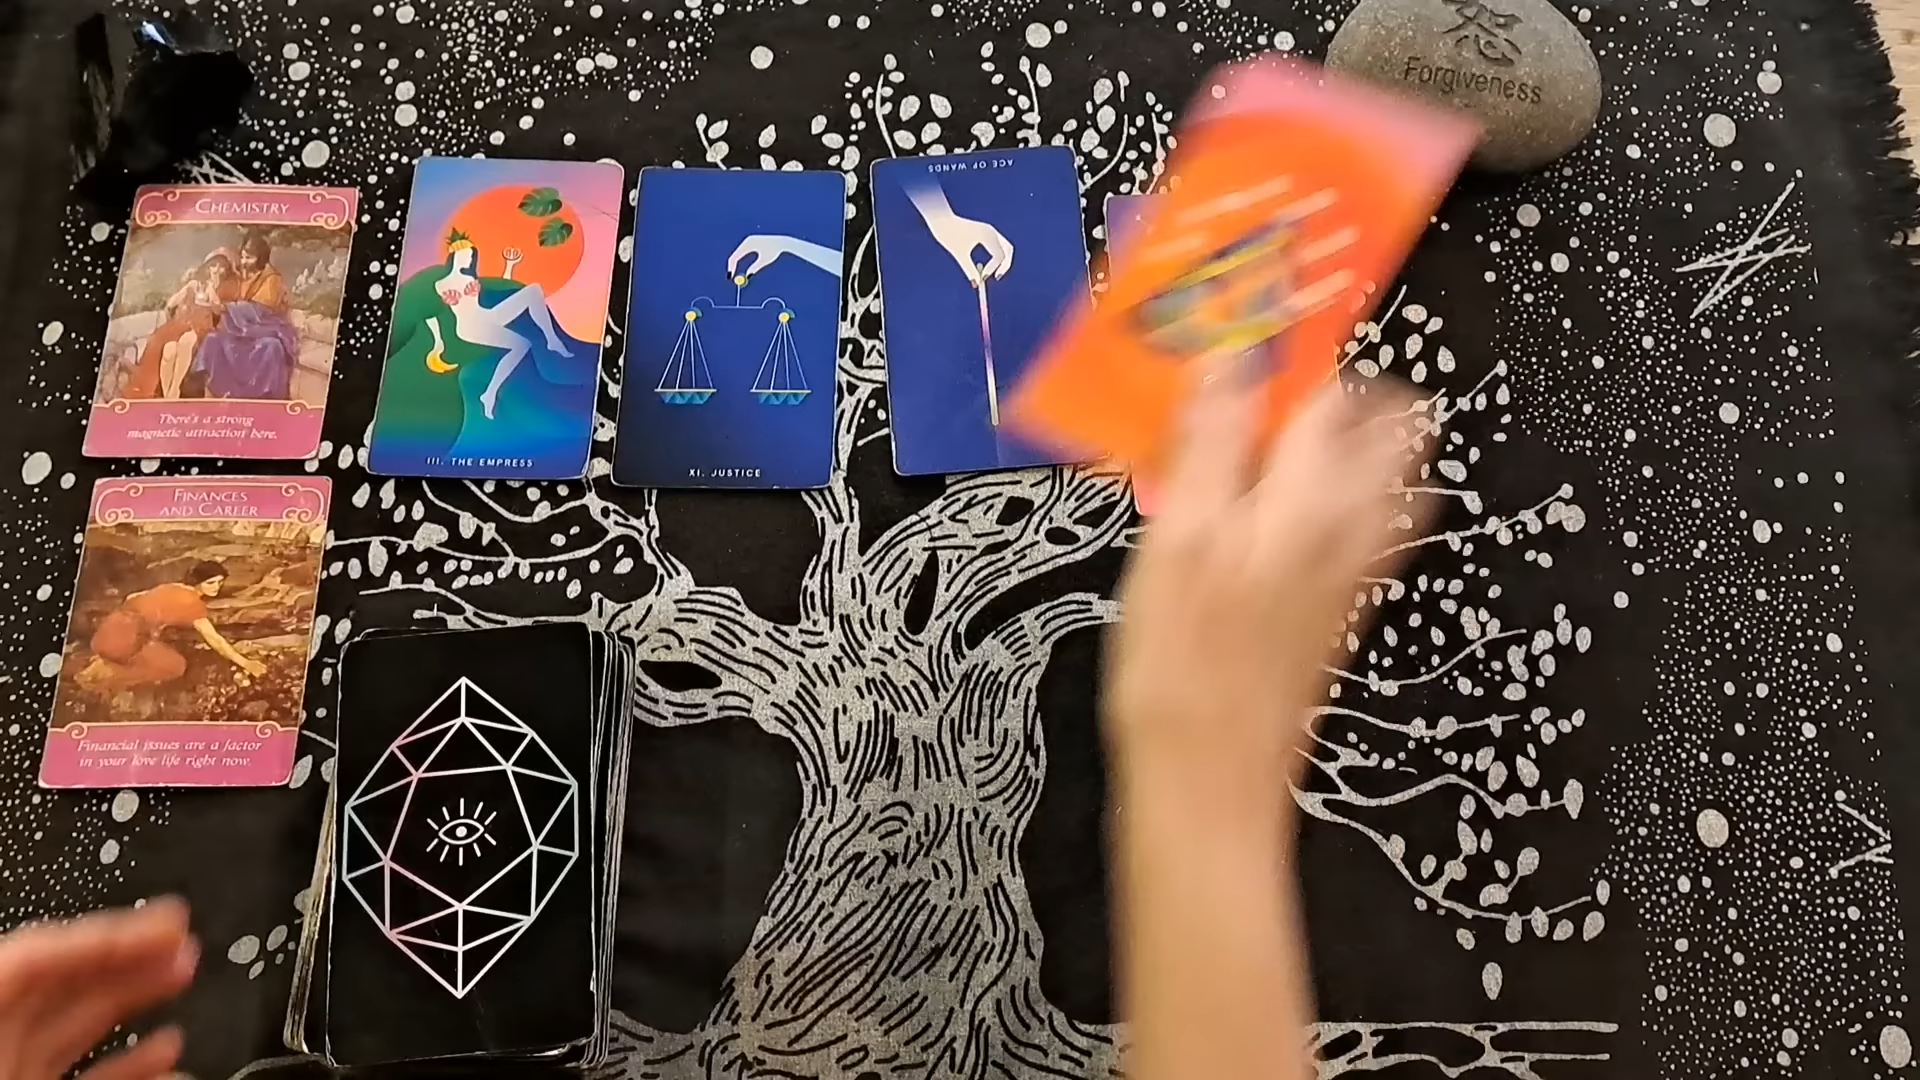 Forgiveness
CHEMISTRY
There's a strong
magnetic attraction here.
III. THE EMPRESS
XI. JUSTICE
ACE OF WANDS
FINANCES
AND CAREER
Financial issues are a factor
in your love life right now.